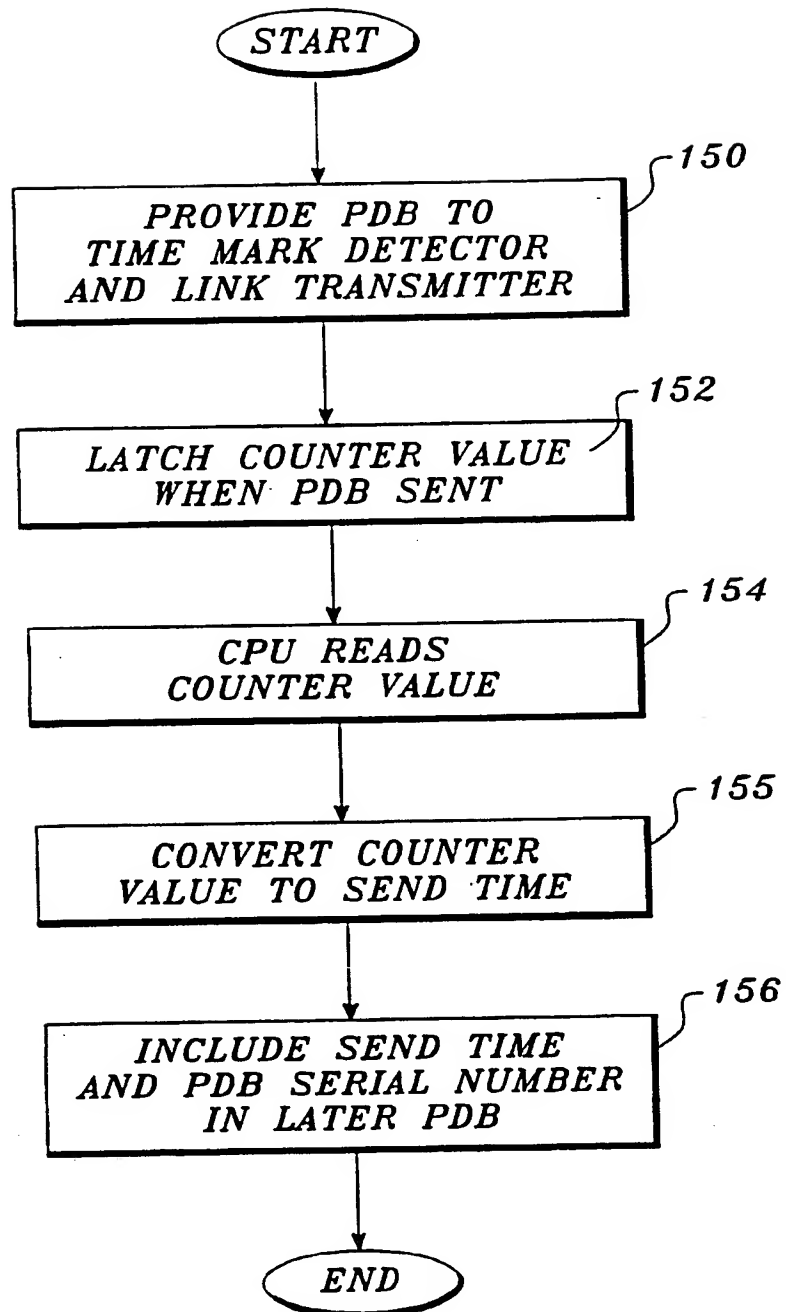 START
150
PROVIDE PDB TO
TIME MARK DETECTOR
AND LINK TRANSMITTER
152
LATCH COUNTER VALUE
WHEN PDB SENT
154
CPU READS
COUNTER VALUE
155
CONVERT COUNTER
VALUE TO SEND TIME
156
INCLUDE SEND TIME
AND PDB SERIAL NUMBER
IN LATER PDB
END